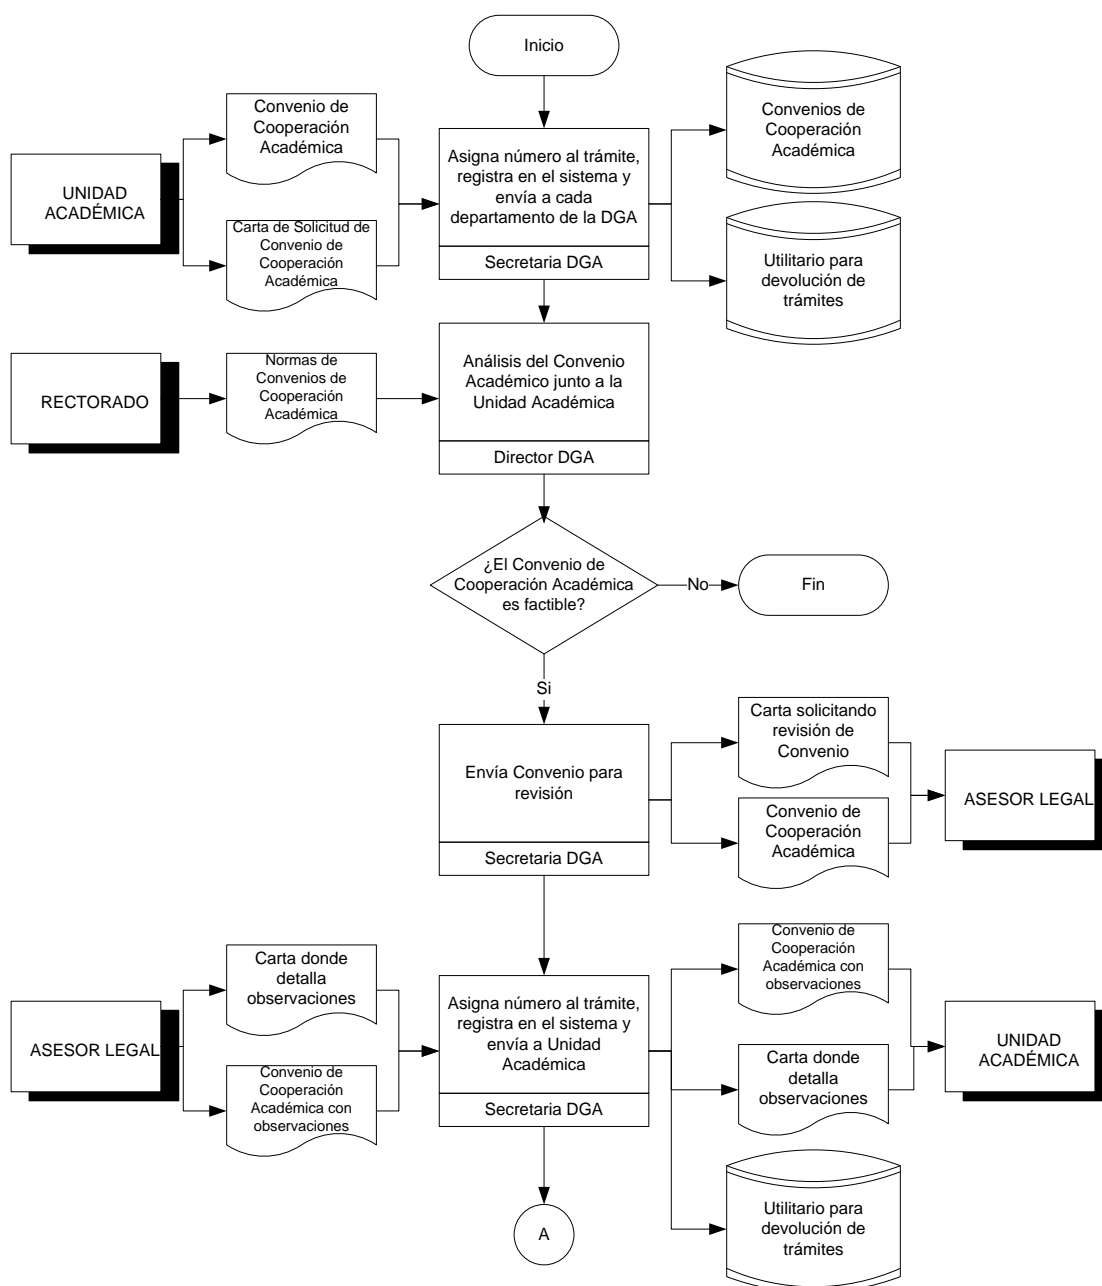 Inicio
Convenio de
Cooperación
Académica
UNIDAD
ACADÉMICA
Carta de Solicitud de
Convenio de
Cooperación
Académica
Asigna número al trámite,
registra en el sistema y
envía a cada
departamento de la DGA
Secretaria DGA
Convenios de
Cooperación
Académica
Utilitario para
devolución de
trámites
RECTORADO
Normas de
Convenios de
Cooperación
Académica
Análisis del Convenio
Académico junto a la
Unidad Académica
Director DGA
¿El Convenio de
Cooperación Académica
es factible?
No
Fin
Si
Envía Convenio para
revisión
Secretaria DGA
Carta solicitando
revisión de
Convenio
Convenio de
Cooperación
Académica
ASESOR LEGAL
ASESOR LEGAL
Carta donde
detalla
observaciones
Convenio de
Cooperación
Académica con
observaciones
Asigna número al trámite,
registra en el sistema y
envía a Unidad
Académica
Secretaria DGA
Convenio de
Cooperación
Académica con
observaciones
Carta donde
detalla
observaciones
UNIDAD
ACADÉMICA
Utilitario para
devolución de
trámites
A